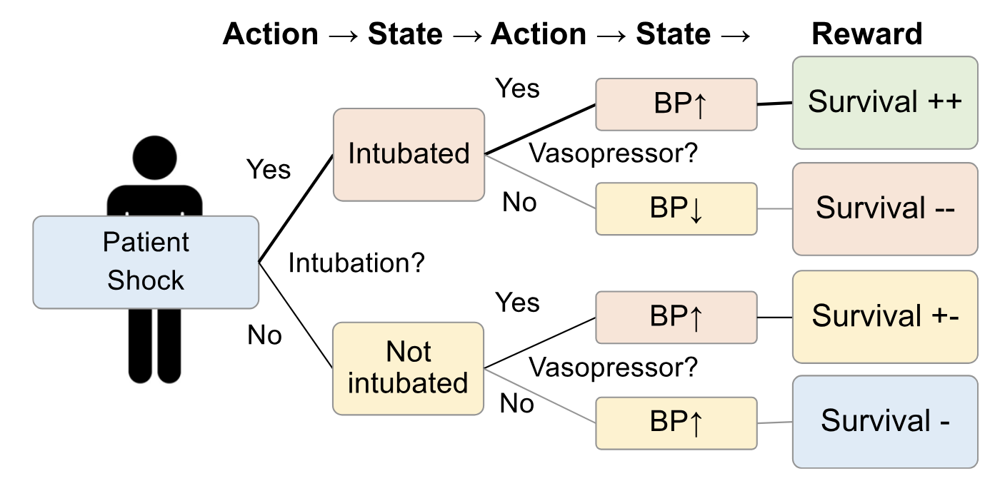 Action → State → Action → State → Reward
Patient
Shock
Yes
Intubation?
No
Intubated
Yes
Vasopressor?
No
BP↑
Survival ++
BP↓
Survival --
Not
intubated
Yes
Vasopressor?
No
BP↑
Survival +-
BP↑
Survival -